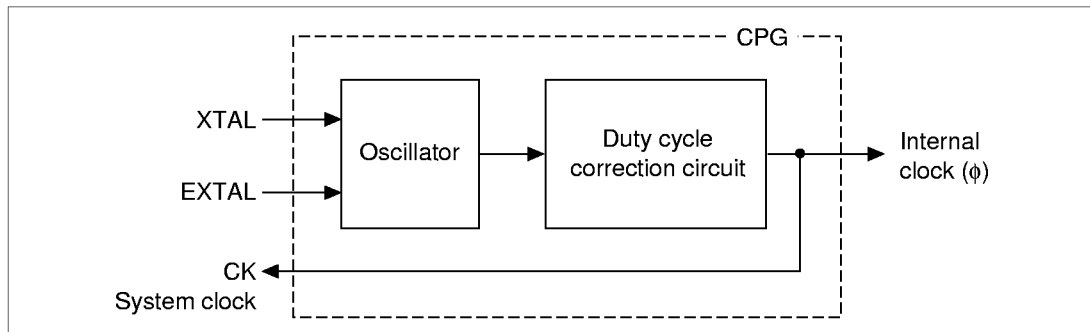 CPG
XTAL
EXTAL
Oscillator
Duty cycle
correction circuit
Internal
clock (ϕ)
CK
System clock